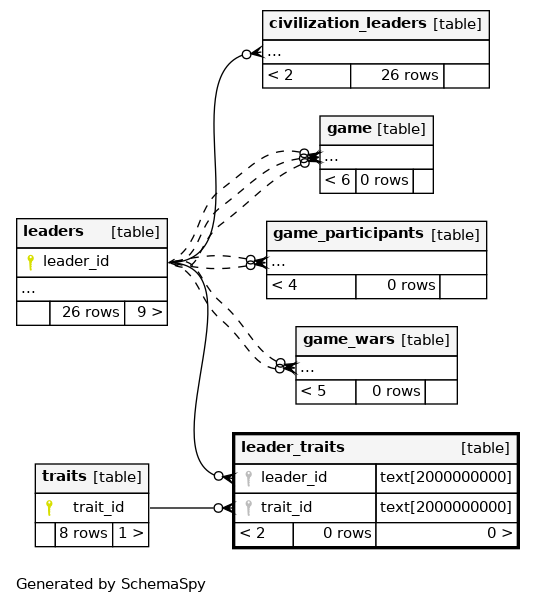 civilization_leaders [table]
...
< 2 26 rows
game [table]
...
< 6 0 rows
leaders [table]
leader_id
...
26 rows 9 >
game_participants [table]
...
< 4 0 rows
game_wars [table]
...
< 5 0 rows
leader_traits [table]
leader_id text[2000000000]
trait_id text[2000000000]
< 2 0 rows 0 >
traits [table]
trait_id
8 rows 1 >
Generated by SchemaSpy